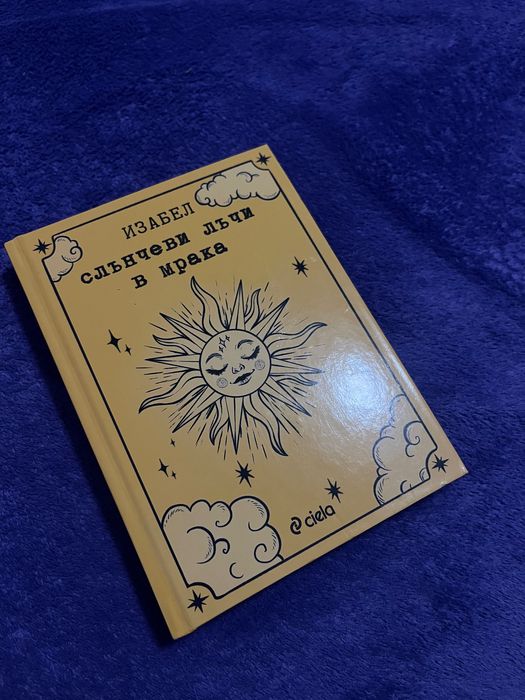 ИЗАБЕЛ
слънчеви лъчи
в мрака
ciela